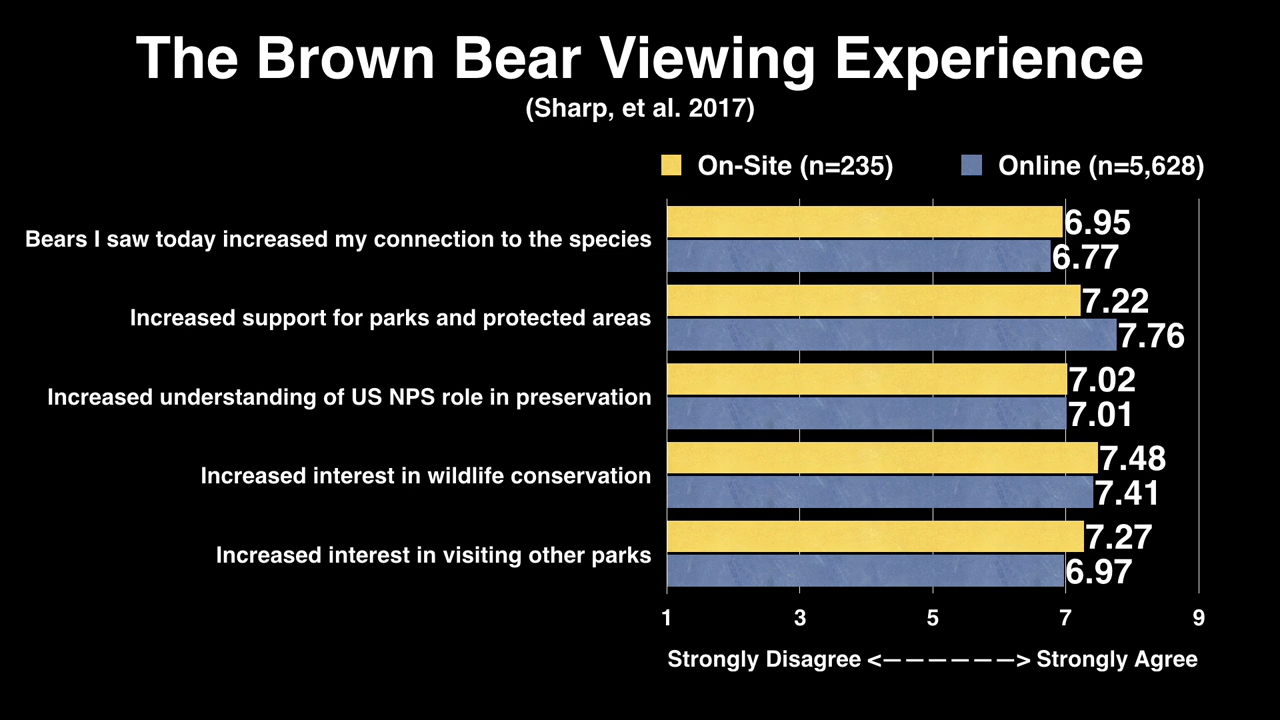 The Brown Bear Viewing Experience
(Sharp, et al. 2017)
On-Site (n=235) Online (n=5,628)
Bears I saw today increased my connection to the species
6.95
6.77
Increased support for parks and protected areas
7.22
7.76
Increased understanding of US NPS role in preservation
7.02
7.01
Increased interest in wildlife conservation
7.48
7.41
Increased interest in visiting other parks
7.27
6.97
1 3 5 7 9
Strongly Disagree <— — — — — —> Strongly Agree